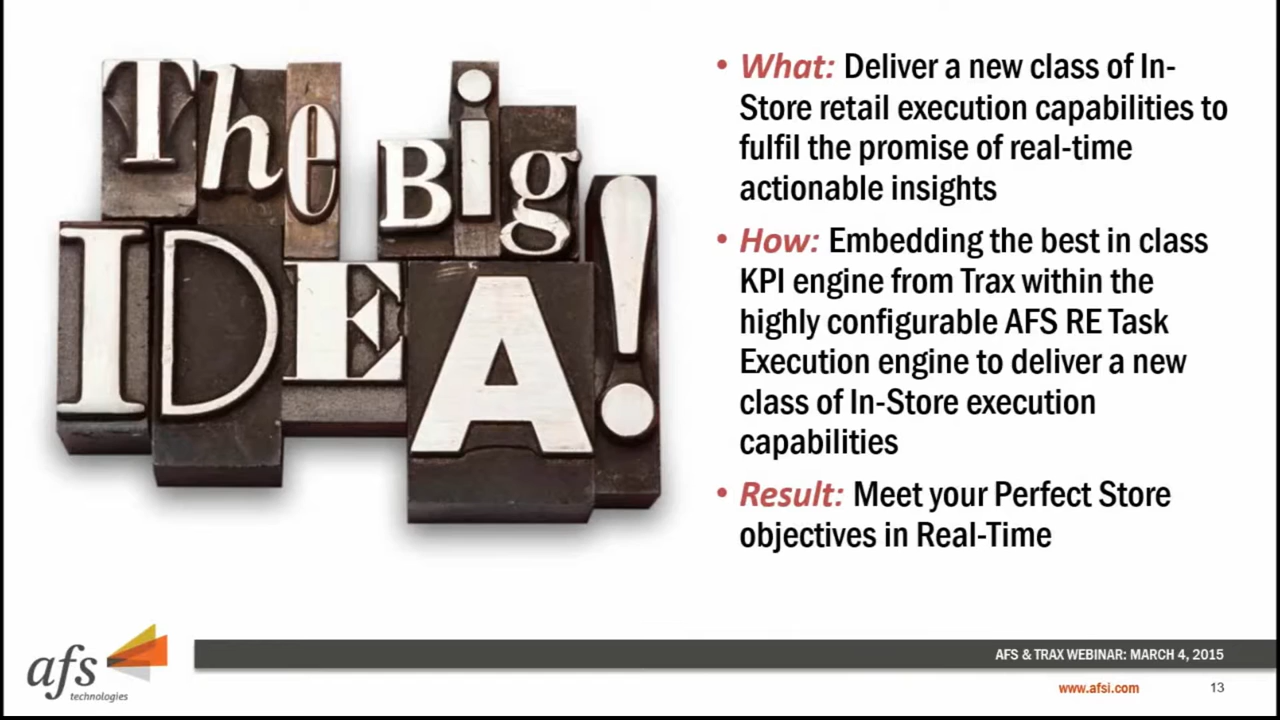 The Big
IDEA!
• What: Deliver a new class of In-
Store retail execution capabilities to
fulfil the promise of real-time
actionable insights
• How: Embedding the best in class
KPI engine from Trax within the
highly configurable AFS RE Task
Execution engine to deliver a new
class of In-Store execution
capabilities
• Result: Meet your Perfect Store
objectives in Real-Time
afs
technologies
AFS & TRAX WEBINAR: MARCH 4, 2015
www.afsi.com
13